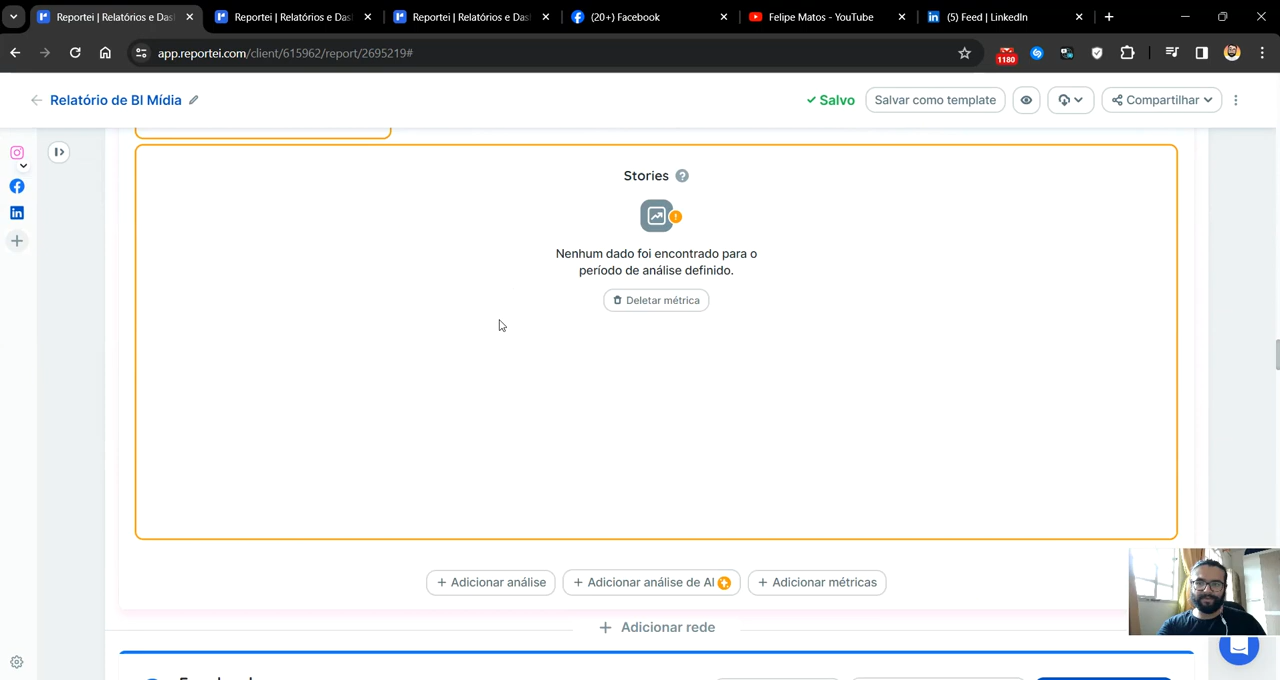 Reportei | Relatórios e Das
Reportei | Relatórios e Das
Reportei | Relatórios e Das
(20+) Facebook
Felipe Matos - YouTube
(5) Feed | LinkedIn
app.reportei.com/client/615962/report/2695219#
1180
Relatório de BI Mídia
Salvo
Salvar como template
Compartilhar
Stories ?
Nenhum dado foi encontrado para o
período de análise definido.
Deletar métrica
+ Adicionar análise
+ Adicionar análise de AI
+ Adicionar métricas
+ Adicionar rede